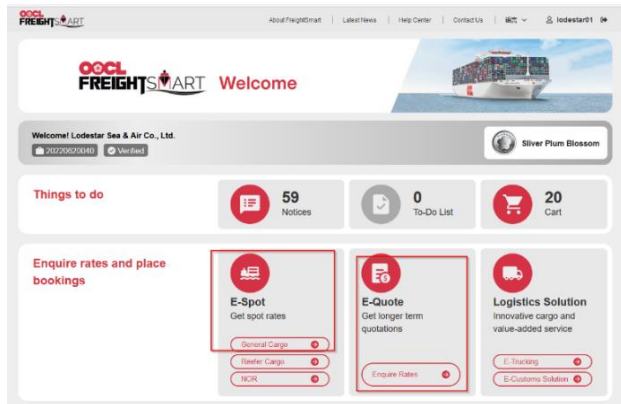 OOCL
FREIGHTSMART
About FreightSmart | Latest News | Help Center | Contact Us | 語言 | lodestar01
OOCL
FREIGHTSMART Welcome
Welcome! Lodestar Sea & Air Co., Ltd.
20220620040 Verified
Sliver Plum Blossom
Things to do
59
Notices
0
To-Do List
20
Cart
Enquire rates and place
bookings
E-Spot
Get spot rates
General Cargo
Reefer Cargo
NOR
E-Quote
Get longer term
quotations
Enquire Rates
Logistics Solution
Innovative cargo and
value-added service
E-Trucking
E-Customs Solution